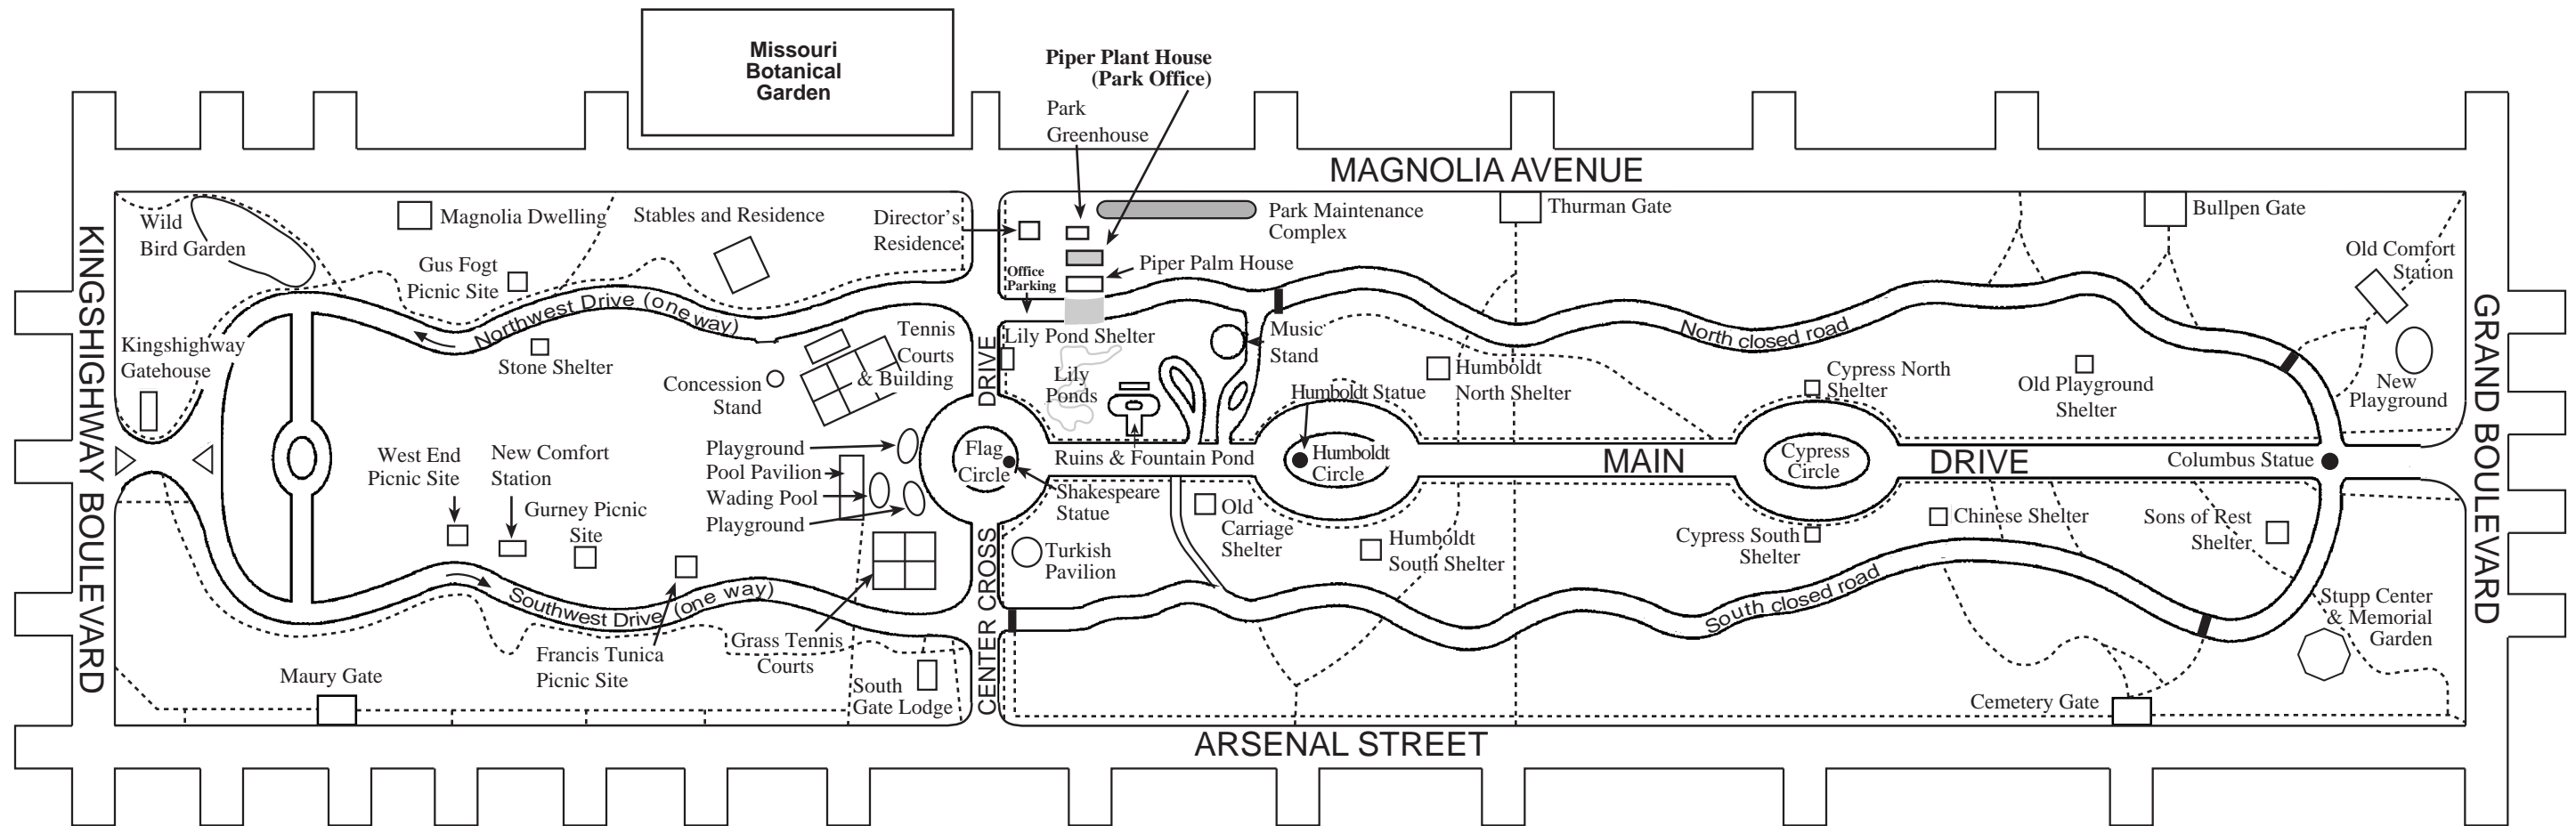 Missouri
Botanical
Garden
Piper Plant House
(Park Office)
Park
Greenhouse
MAGNOLIA AVENUE
KINGSHIGHWAY BOULEVARD
GRAND BOULEVARD
Wild
Bird Garden
Magnolia Dwelling
Stables and Residence
Director's
Residence
Park Maintenance
Complex
Thurman Gate
Bullpen Gate
Old Comfort
Station
Gus Fogt
Picnic Site
Office
Parking
Piper Palm House
Northwest Drive (one way)
Kingshighway
Gatehouse
Stone Shelter
Concession
Stand
Tennis
Courts
& Building
Lily Pond Shelter
Music
Stand
North closed road
Lily
Ponds
Humboldt Statue
Humboldt
North Shelter
Cypress North
Shelter
Old Playground
Shelter
New
Playground
West End
Picnic Site
New Comfort
Station
Gurney Picnic
Site
Playground
Pool Pavilion
Wading Pool
Playground
Flag
Circle
Ruins & Fountain Pond
Humboldt
Circle
MAIN
Cypress
Circle
DRIVE
Columbus Statue
Shakespeare
Statue
Old
Carriage
Shelter
Humboldt
South Shelter
Cypress South
Shelter
Chinese Shelter
Sons of Rest
Shelter
Turkish
Pavilion
CENTER CROSS DRIVE
Southwest Drive (one way)
South closed road
Stupp Center
& Memorial
Garden
Francis Tunica
Picnic Site
Grass Tennis
Courts
Maury Gate
South
Gate Lodge
Cemetery Gate
ARSENAL STREET